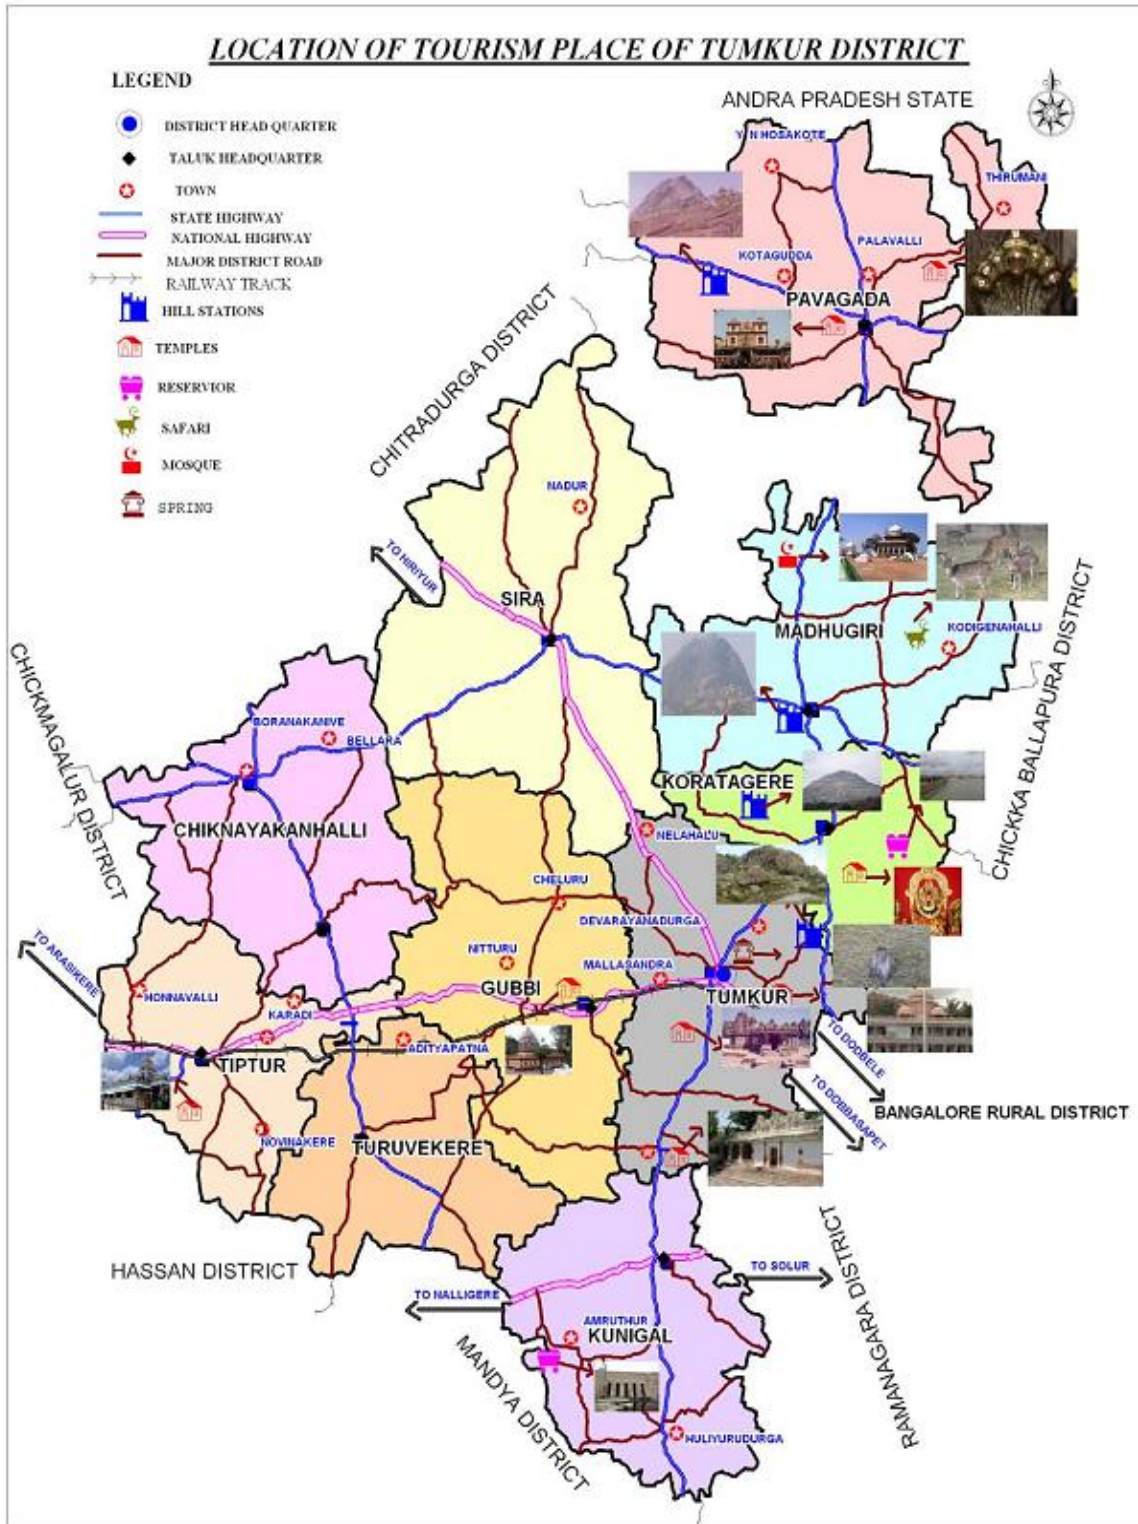 LOCATION OF TOURISM PLACE OF TUMKUR DISTRICT
LEGEND
DISTRICT HEAD QUARTER
TALUK HEADQUARTER
TOWN
STATE HIGHWAY
NATIONAL HIGHWAY
MAJOR DISTRICT ROAD
RAILWAY TRACK
HILL STATIONS
TEMPLES
RESERVIOR
SAFARI
MOSQUE
SPRING
ANDRA PRADESH STATE
Y N HOSAKOTE
THIRUMANI
PALAVALLI
KOTAGUDDA
PAVAGADA
CHITRADURGA DISTRICT
NADUR
TO HIRIYUR
SIRA
MADHUGIRI
KODIGENAHALLI
CHICKKA BALLAPURA DISTRICT
CHICKMAGALUR DISTRICT
BORANAKANIVE
BELLARA
KORATAGERE
CHIKNAYAKANHALLI
NELAHALU
CHELURU
DEVARAYANADURGA
TO ARASIKERE
NITTURU
MALLASANDRA
GUBBI
TUMKUR
HONNAVALLI
KARADI
ADITYAPATNA
TIPTUR
TO DODBELE
TO DOBBASAPET
BANGALORE RURAL DISTRICT
NOVINAKERE
TURUVEKERE
HASSAN DISTRICT
TO SOLUR
RAMANAGARA DISTRICT
TO NALLIGERE
AMRUTHUR
KUNIGAL
MANDYA DISTRICT
HULIYURUDURGA